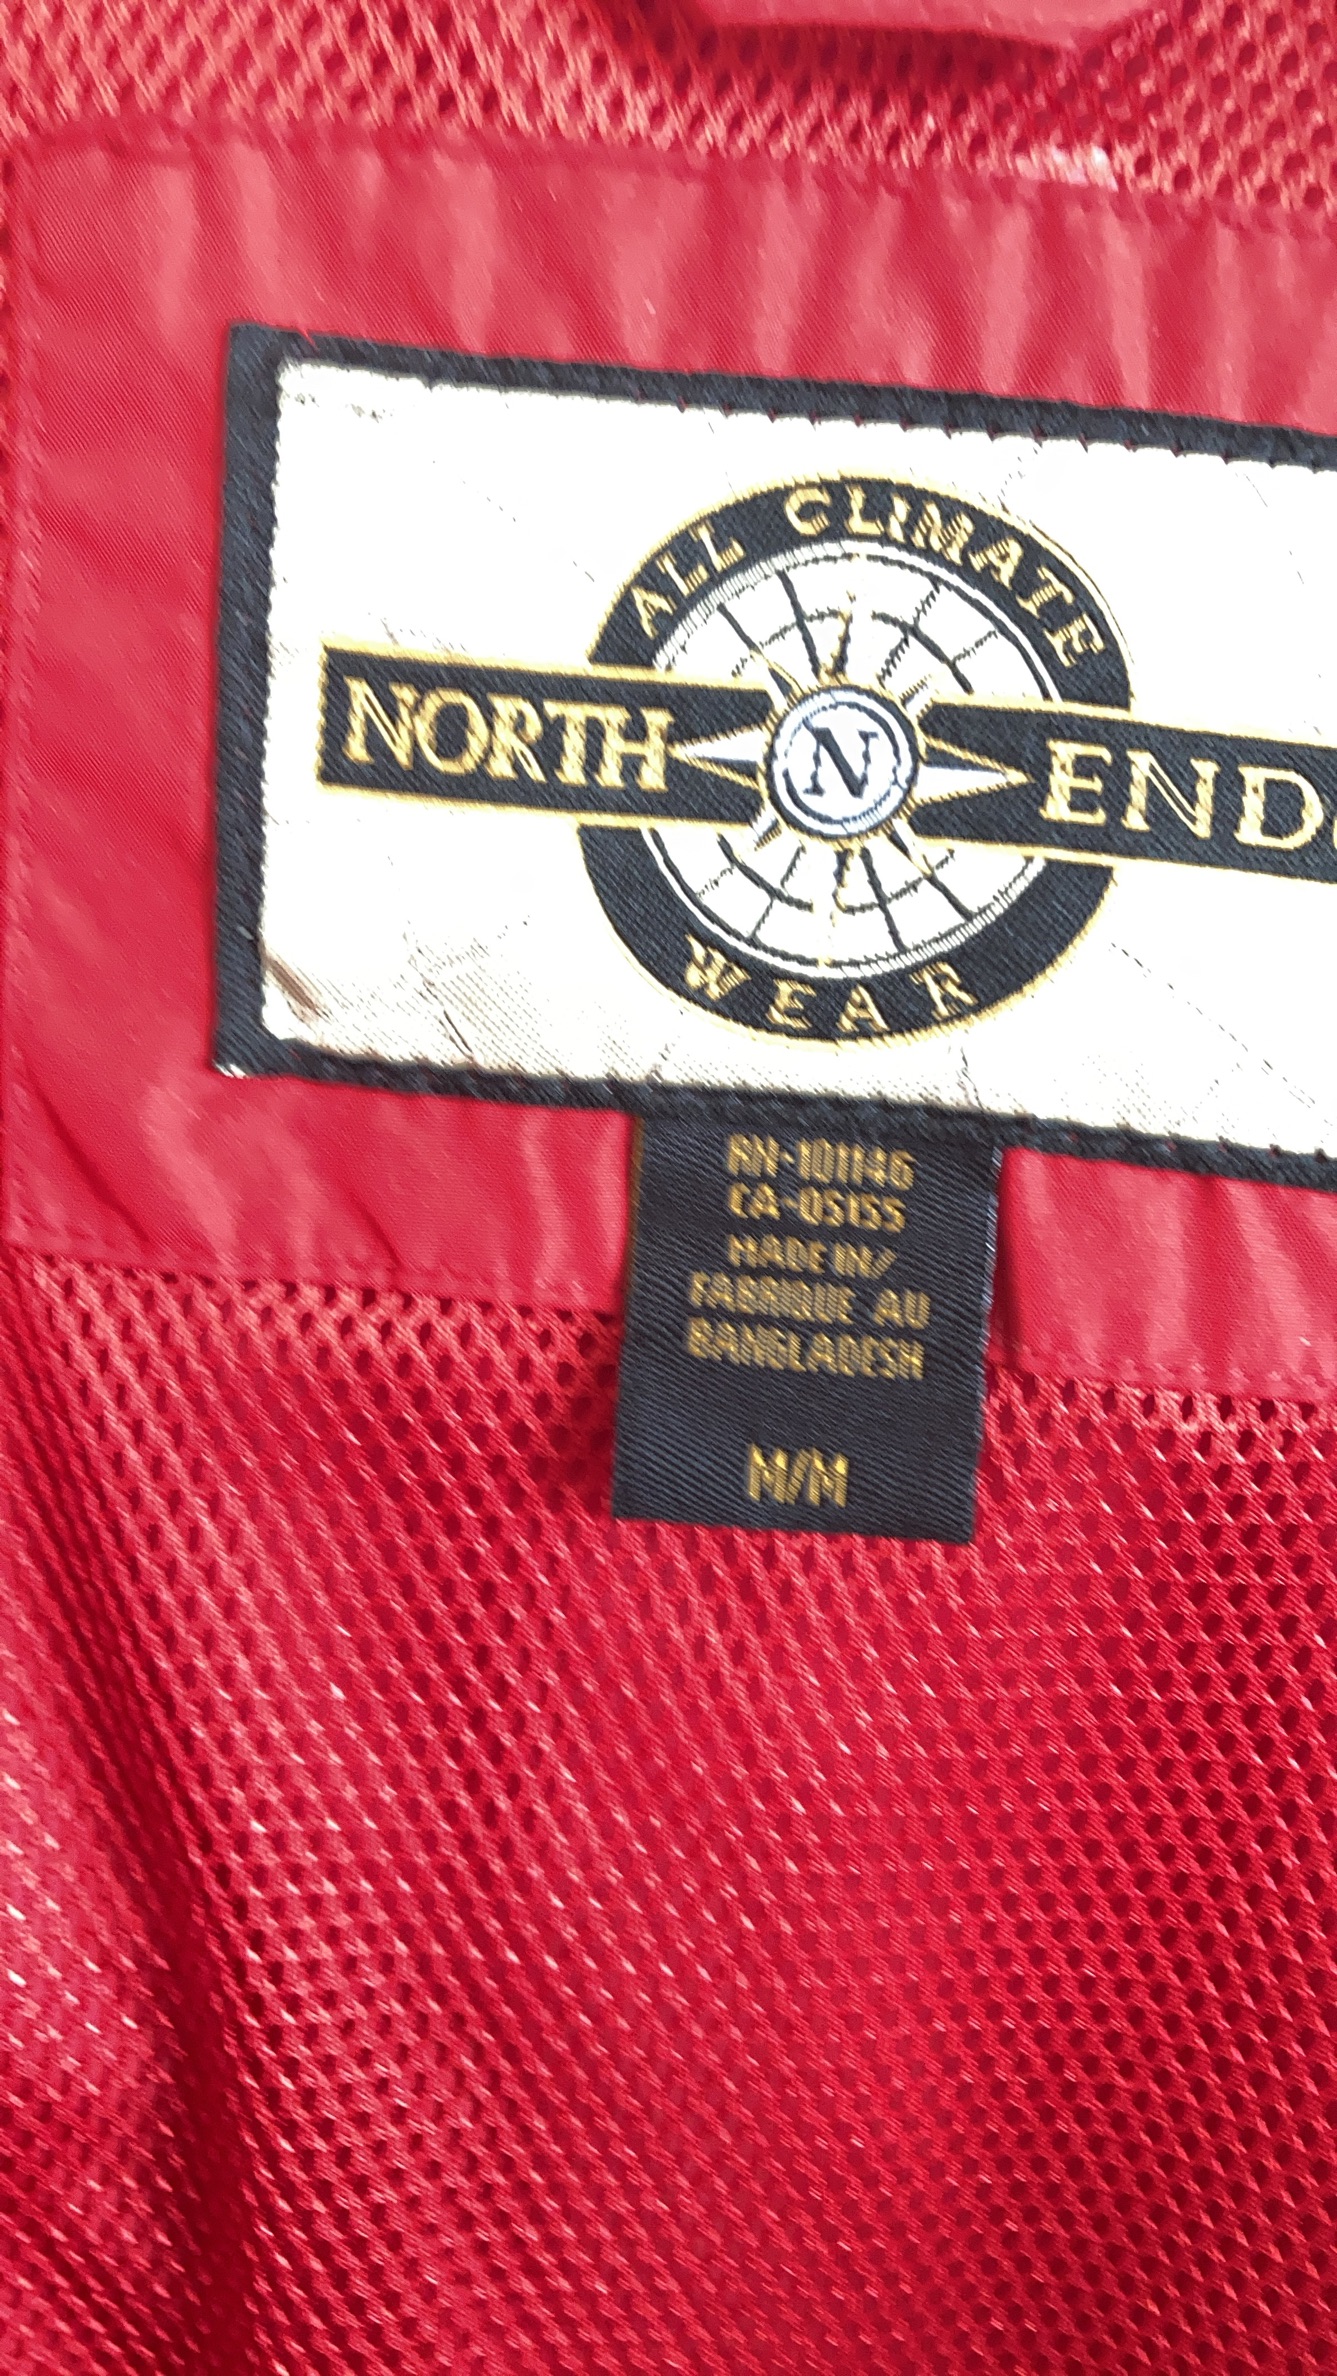 ALL CLIMATE
NORTH N END
WEAR
RN-101146
CA-05155
MADE IN/
FABRIQUE AU
BANGLADESH
M/M